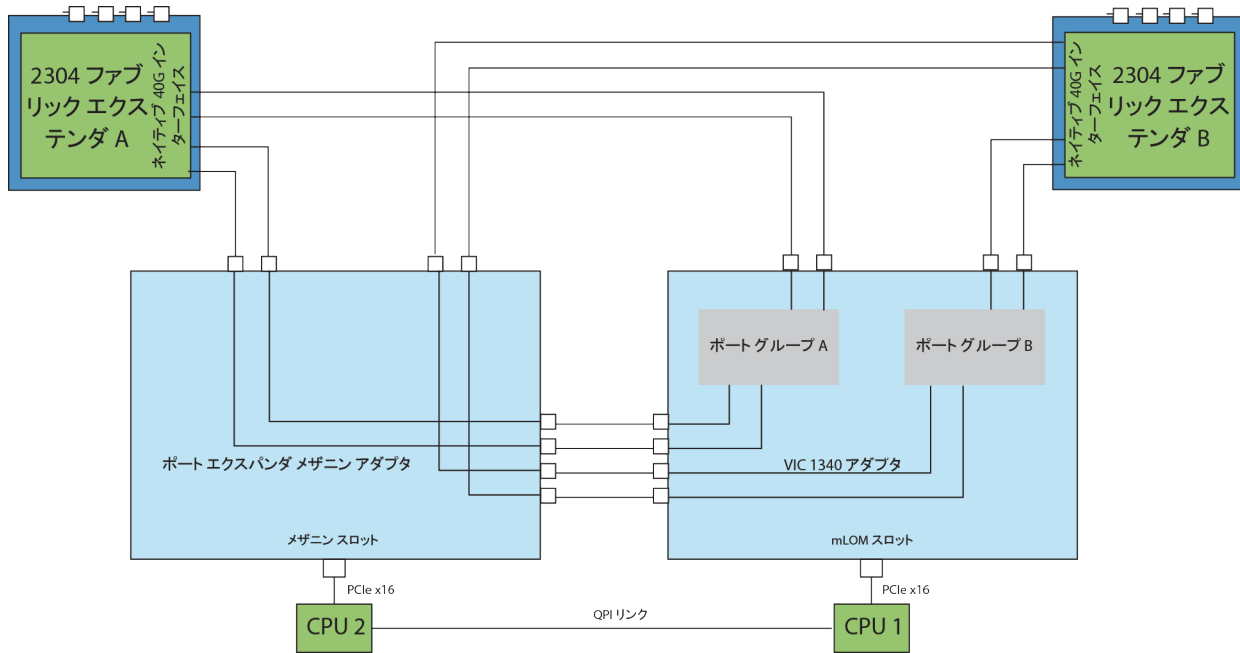 2304 ファブ
リック エクス
テンダ A
ネイティブ 40G イン
ターフェイス
ネイティブ 40G イン
ターフェイス
2304 ファブ
リック エクス
テンダ B
ポート グループ A
ポート グループ B
ポート エクスパンダ メザニン アダプタ
VIC 1340 アダプタ
メザニン スロット
mLOM スロット
PCIe x16
PCIe x16
CPU 2
QPI リンク
CPU 1